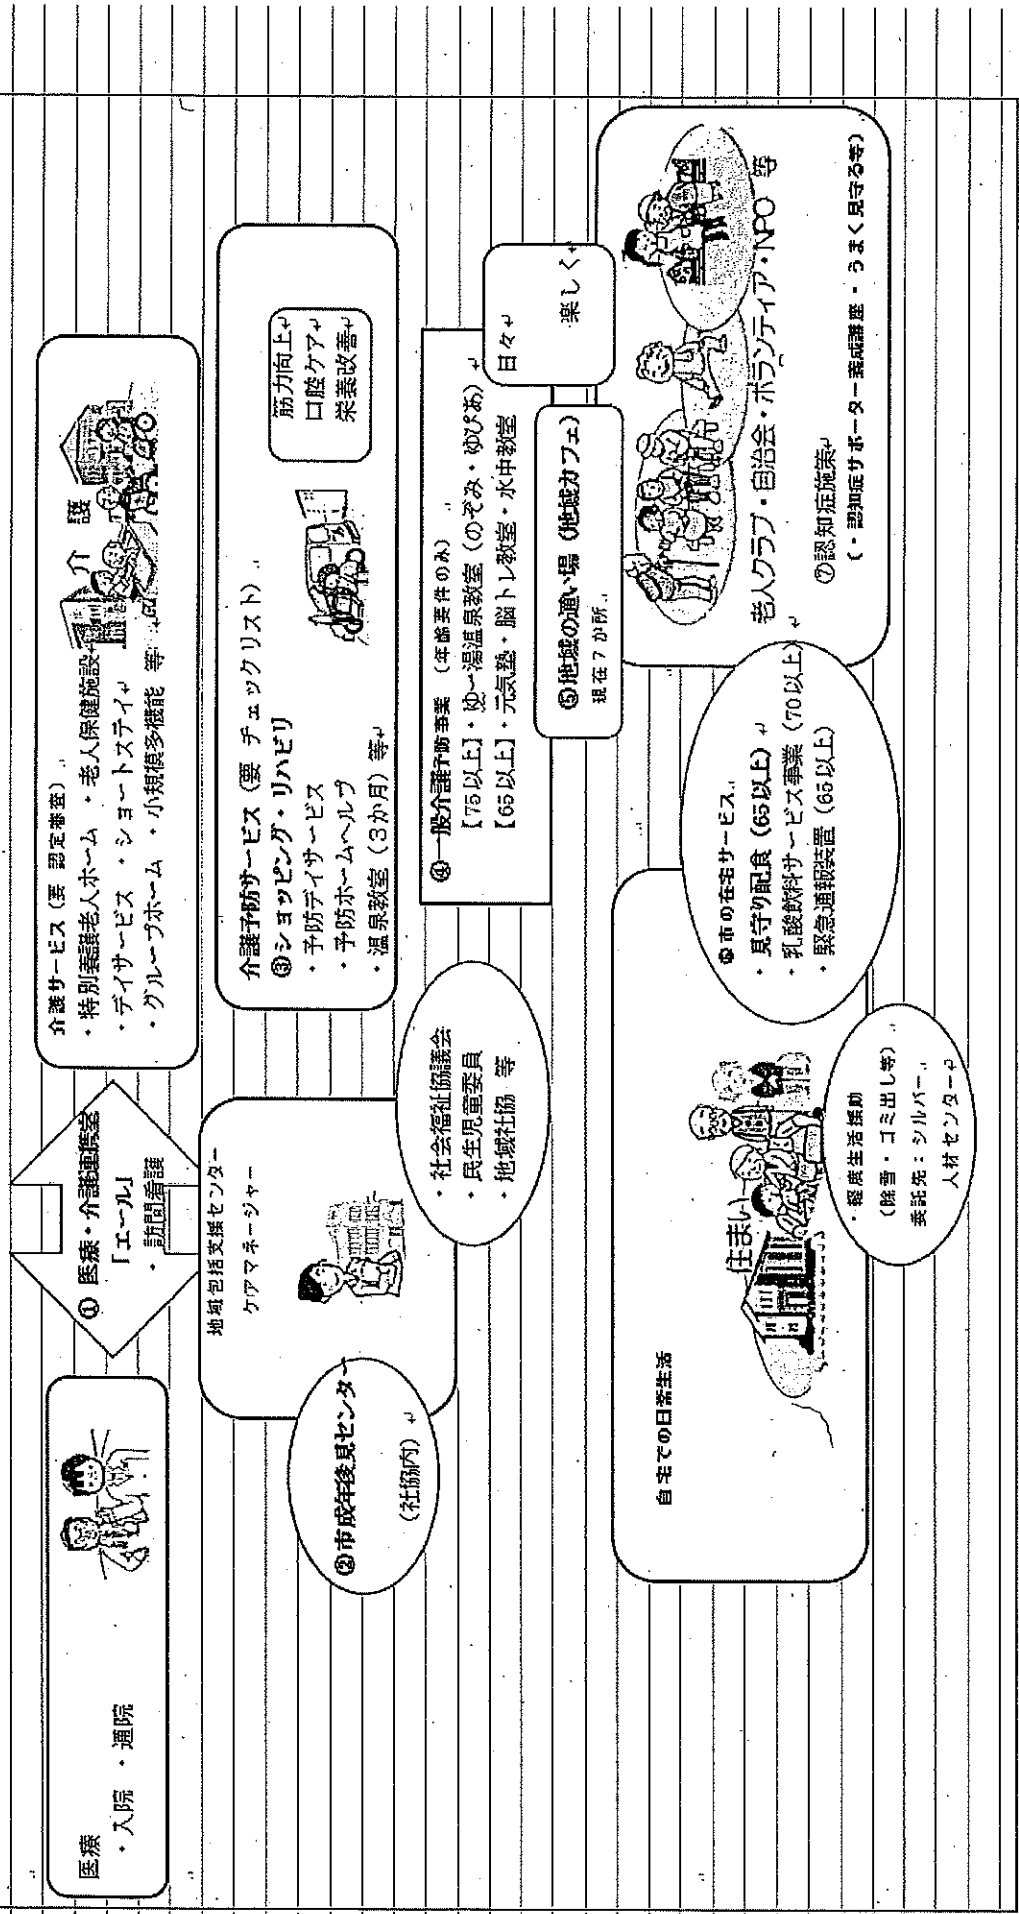 医療
・入院 ・通院
① 医療・介護連携室
「エール」
・訪問看護
介護サービス(要 認定審査)
・特別養護老人ホーム ・老人保健施設
・デイサービス ・ショートステイ
・グループホーム ・小規模多機能 等
介護
地域包括支援センター
ケアマネージャー
②市成年後見センター
(社協内)
・社会福祉協議会
・民生児童委員
・地域社協 等
介護予防サービス(要 チェックリスト)
③ショッピング・リハビリ
・予防デイサービス
・予防ホームヘルプ
・温泉教室(3か月)等
筋力向上
口腔ケア
栄養改善
④一般介護予防事業 (年齢要件のみ)
【75以上】・ゆ~湯温泉教室(のぞみ・ゆぴあ)
【65以上】・元気塾・脳トレ教室・水中教室
日々
楽しく
⑤地域の通い場(地域カフェ)
現在7か所
自宅での日常生活
住まい
⑥市の在宅サービス
・見守り配食(65以上)
・乳酸飲料サービス事業(70以上)
・緊急通報装置(65以上)
・軽度生活援助
(除雪・ゴミ出し等)
委託先:シルバー
人材センター
老人クラブ・自治会・ボランティア・NPO 等
⑦認知症施策
(・認知症サポーター養成講座・うまく見守る等)